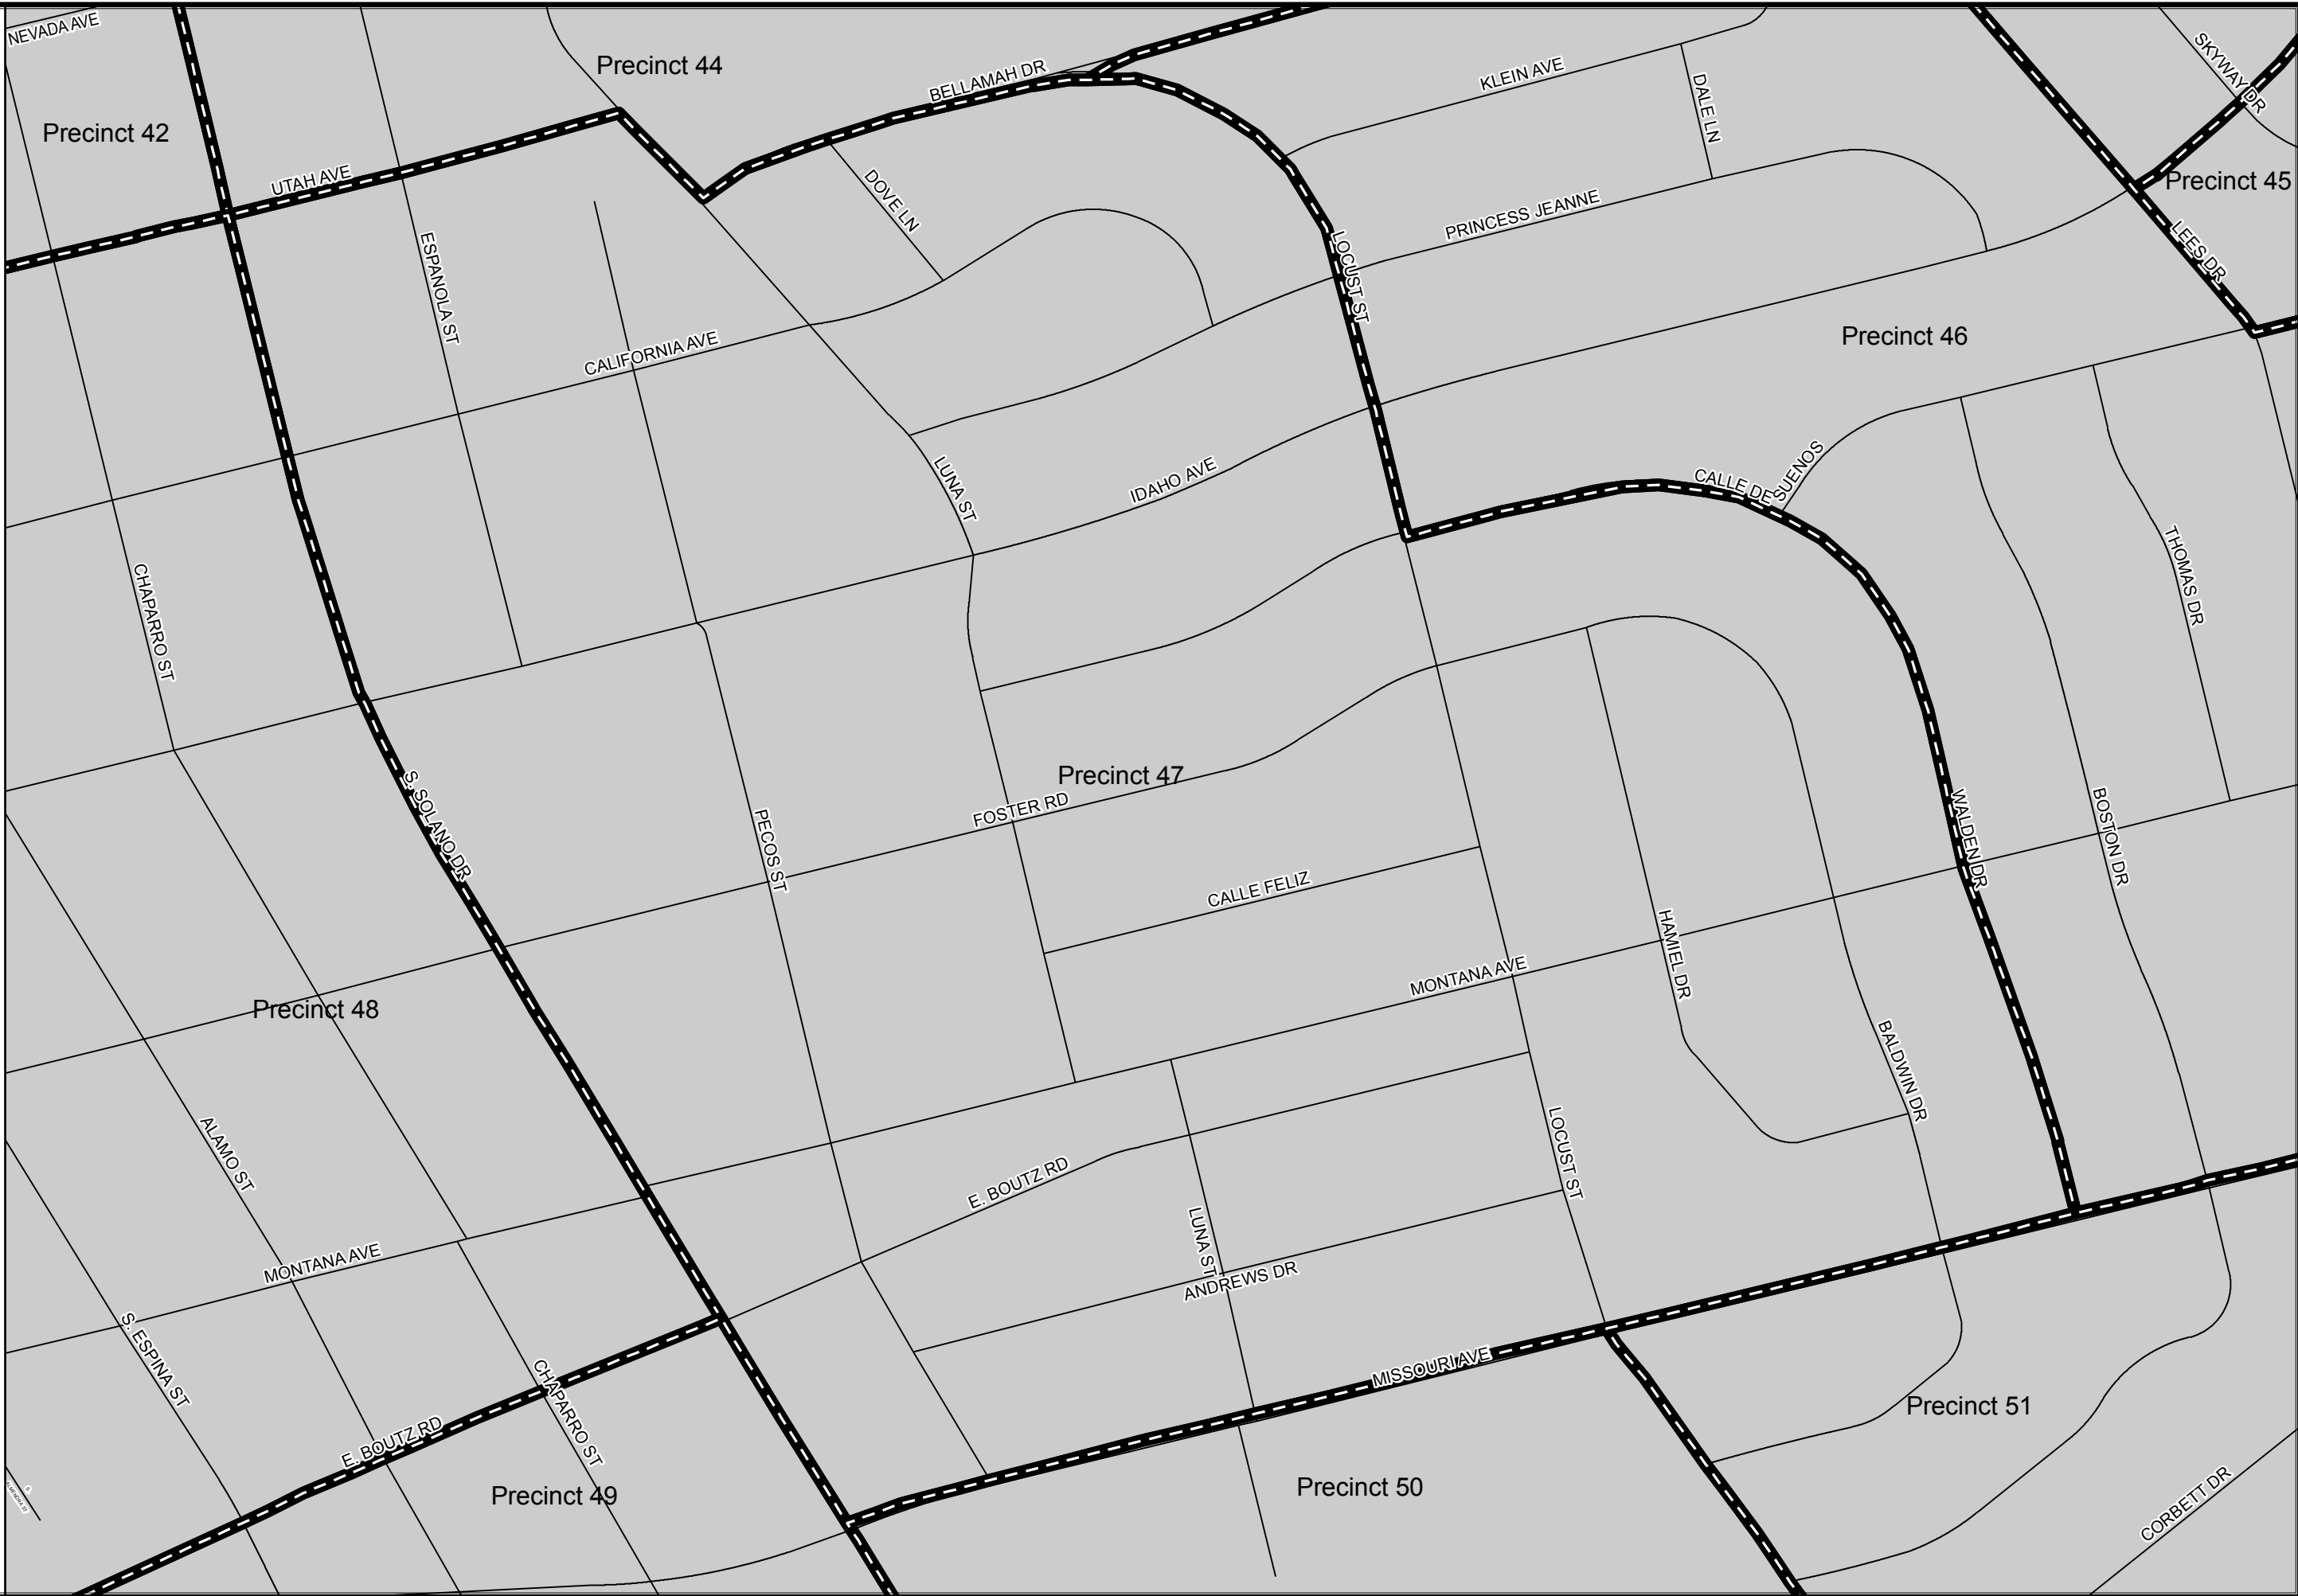 NEVADA AVE
Precinct 44
BELLAMAH DR
KLEIN AVE
SKYWAY DR
DALE LN
Precinct 42
UTAH AVE
DOVE LN
Precinct 45
PRINCESS JEANNE
LEES DR
ESPANOLA ST
LOCUST ST
CALIFORNIA AVE
Precinct 46
LUNA ST
IDAHO AVE
CALLE DE SUENOS
THOMAS DR
CHAPARRO ST
S. SOLANO DR
Precinct 47
FOSTER RD
PECOS ST
WALDEN DR
BOSTON DR
CALLE FELIZ
HAMIEL DR
MONTANA AVE
Precinct 48
BALDWIN DR
ALAMO ST
LOCUST ST
E. BOUTZ RD
LUNA ST
MONTANA AVE
ANDREWS DR
S. ESPINA ST
MISSOURI AVE
CHAPARRO ST
Precinct 51
E. BOUTZ RD
Precinct 49
Precinct 50
CORBETT DR